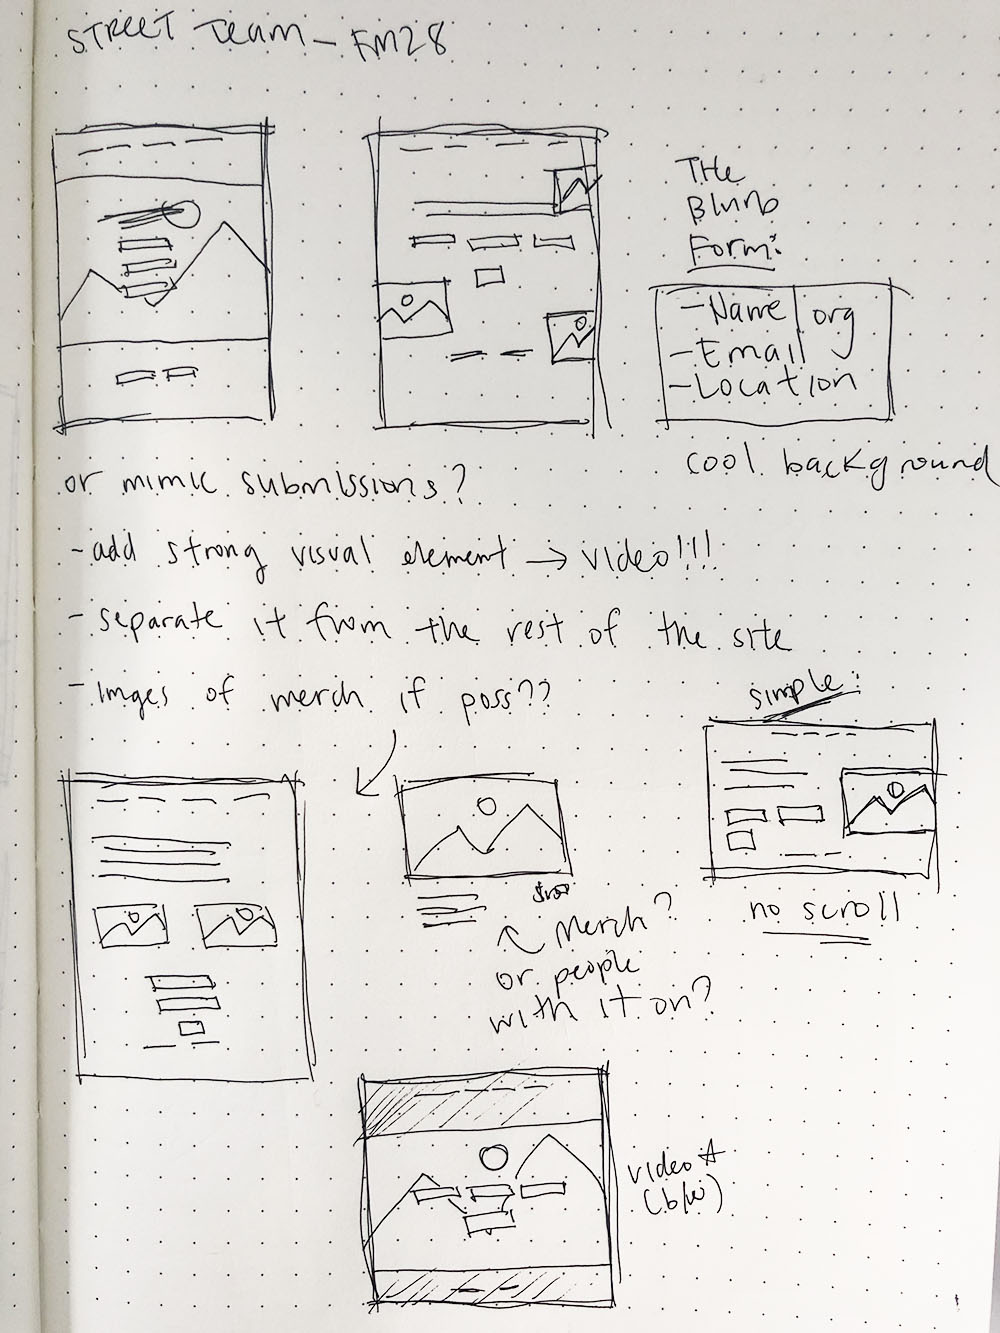 STREET Team - FM28
THE
Blurb
Form:
- Name/org
- Email
- Location
cool background
or mimic submissions?
- add strong visual element → video!!!
- separate it from the rest of the site
- Imges of merch if poss??
simple:
no scroll
Merch?
or people
with it on?
video ☆
(b/w)